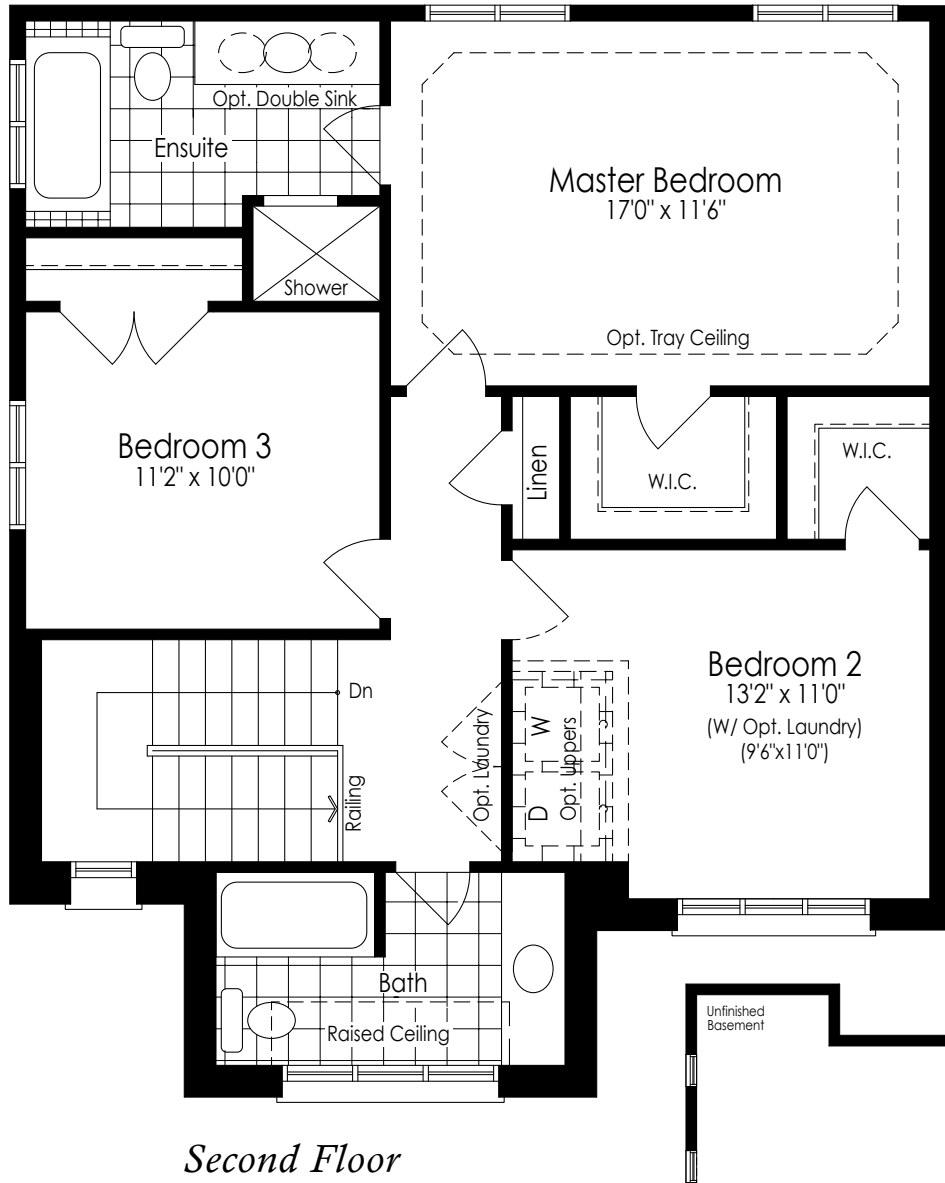 Opt. Double Sink
Ensuite
Master Bedroom
17'0" x 11'6"
Shower
Opt. Tray Ceiling
Bedroom 3
11'2" x 10'0"
Linen
W.I.C.
W.I.C.
Bedroom 2
13'2" x 11'0"
(W/ Opt. Laundry)
(9'6"x11'0")
Dn
Railing
Opt. Laundry
W
D
Opt. Uppers
Bath
Raised Ceiling
Unfinished
Basement
Second Floor